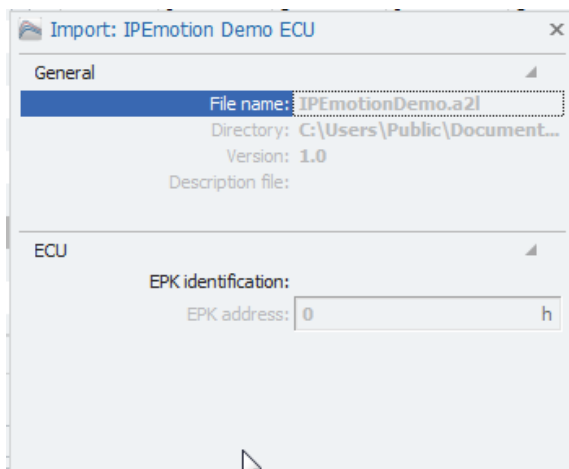 Import: IPEmotion Demo ECU
General
File name: IPEmotionDemo.a2l
Directory: C:\Users\Public\Document...
Version: 1.0
Description file:
ECU
EPK identification:
EPK address: 0 h